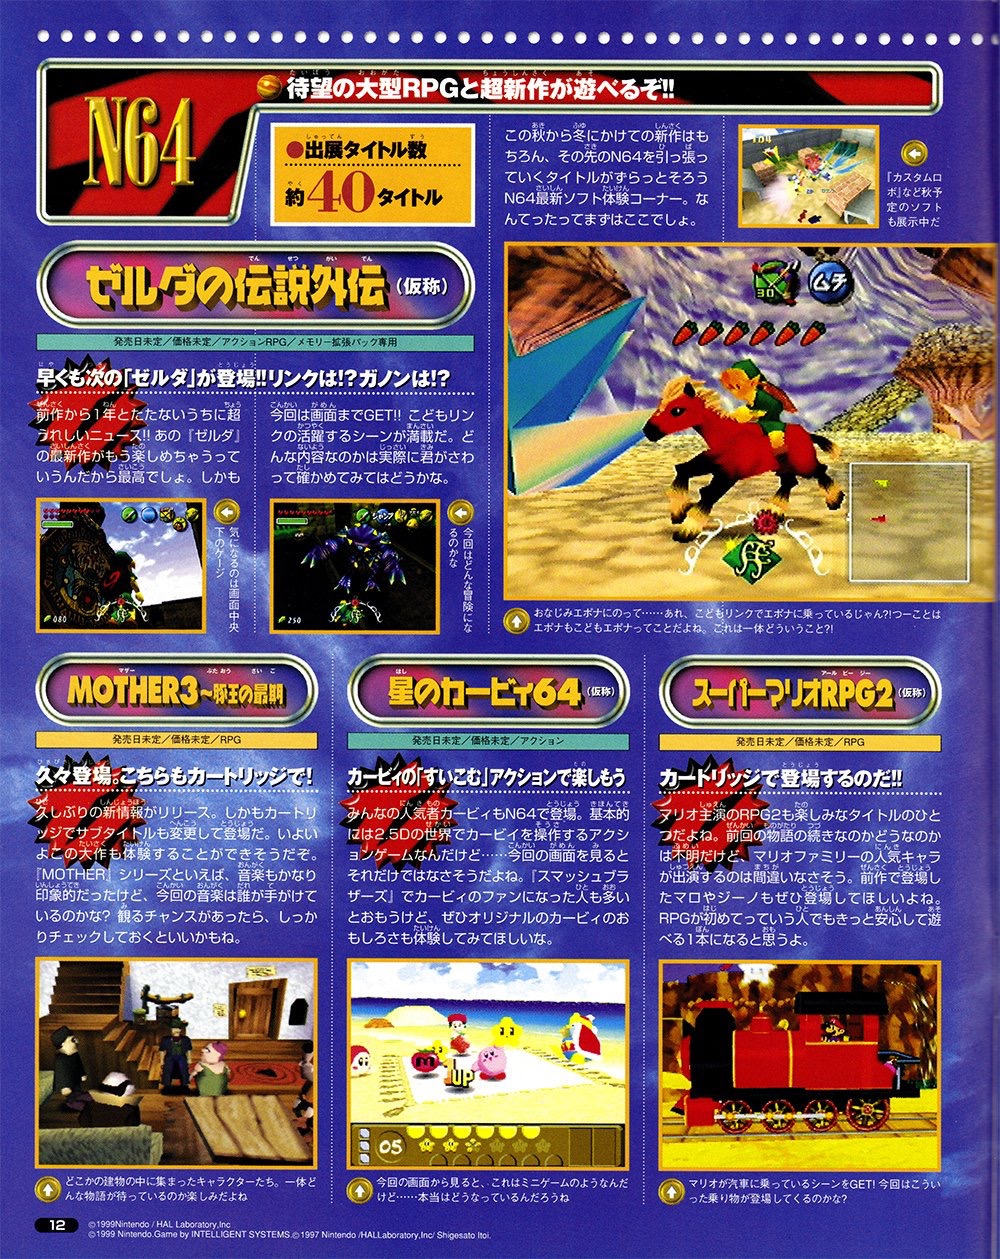 N64
待望の大型RPGと超新作が遊べるぞ!!
●出展タイトル数
約40タイトル
この秋から冬にかけての新作はも
ちろん、その先のN64を引っ張っ
ていくタイトルがずらっとそろう
N64最新ソフト体験コーナー。な
んてったってまずはここでしょ。
『カスタムロ
ボ』など秋予
定のソフト
も展示中だ
ゼルダの伝説外伝(仮称)
発売日未定／価格未定／アクションRPG／メモリー拡張パック専用
早くも次の「ゼルダ」が登場!!リンクは!?ガノンは!?
前作から1年とたたないうちに超
うれしいニュース!! あの『ゼルダ』
の最新作がもう楽しめちゃうって
いうんだから最高でしょ。しかも
今回は画面までGET!! こどもリン
クの活躍するシーンが満載だ。ど
んな内容なのかは実際に君がさわ
って確かめてみてはどうかな。
080
気になるのは画面中央
下のゲージ
ジャンプ
250
今回はどんな冒険にな
るのかな
30
ムチ
おなじみエポナにのって……あれ、こどもリンクでエポナに乗っているじゃん?!つーことは
エポナもこどもエポナってことだよね。これは一体どういうこと?!
MOTHER3～豚王の最期
発売日未定／価格未定／RPG
久々登場。こちらもカートリッジで!
久しぶりの新情報がリリース。しかもカートリ
ッジでサブタイトルも変更して登場だ。いよい
よこの大作も体験することができそうだぞ。
『MOTHER』シリーズといえば、音楽もかなり
印象的だったけど、今回の音楽は誰が手がけて
いるのかな? 観るチャンスがあったら、しっか
りチェックしておくといいかもね。
どこかの建物の中に集まったキャラクターたち。一体ど
んな物語が待っているのか楽しみだよね
星のカービィ64(仮称)
発売日未定／価格未定／アクション
カービィの「すいこむ」アクションで楽しもう
みんなの人気者カービィもN64で登場。基本的
には2.5Dの世界でカービィを操作するアクシ
ョンゲームなんだけど……今回の画面を見ると
それだけではなさそうだよね。『スマッシュブラ
ザーズ』でカービィのファンになった人も多い
とおもうけど、ぜひオリジナルのカービィのお
もしろさも体験してみてほしいな。
1UP
05
今回の画面から見ると、これはミニゲームのようなんだ
けど……本当はどうなっているんだろうね
スーパーマリオRPG2(仮称)
発売日未定／価格未定／RPG
カートリッジで登場するのだ!!
マリオ主演のRPG2も楽しみなタイトルのひと
つだよね。前回の物語の続きなのかどうなのか
は不明だけど、マリオファミリーの人気キャラ
が出演するのは間違いなさそう。前作で登場し
たマロやジーノもぜひ登場してほしいよね。
RPGが初めてっていう人でもきっと安心して遊
べる1本になると思うよ。
マリオが汽車に乗っているシーンをGET! 今回はこうい
った乗り物が登場してくるのかな?
12
©1999Nintendo / HAL Laboratory,Inc
©1999 Nintendo.Game by INTELLIGENT SYSTEMS.©1997 Nintendo /HALLaboratory,Inc/ Shigesato Itoi.